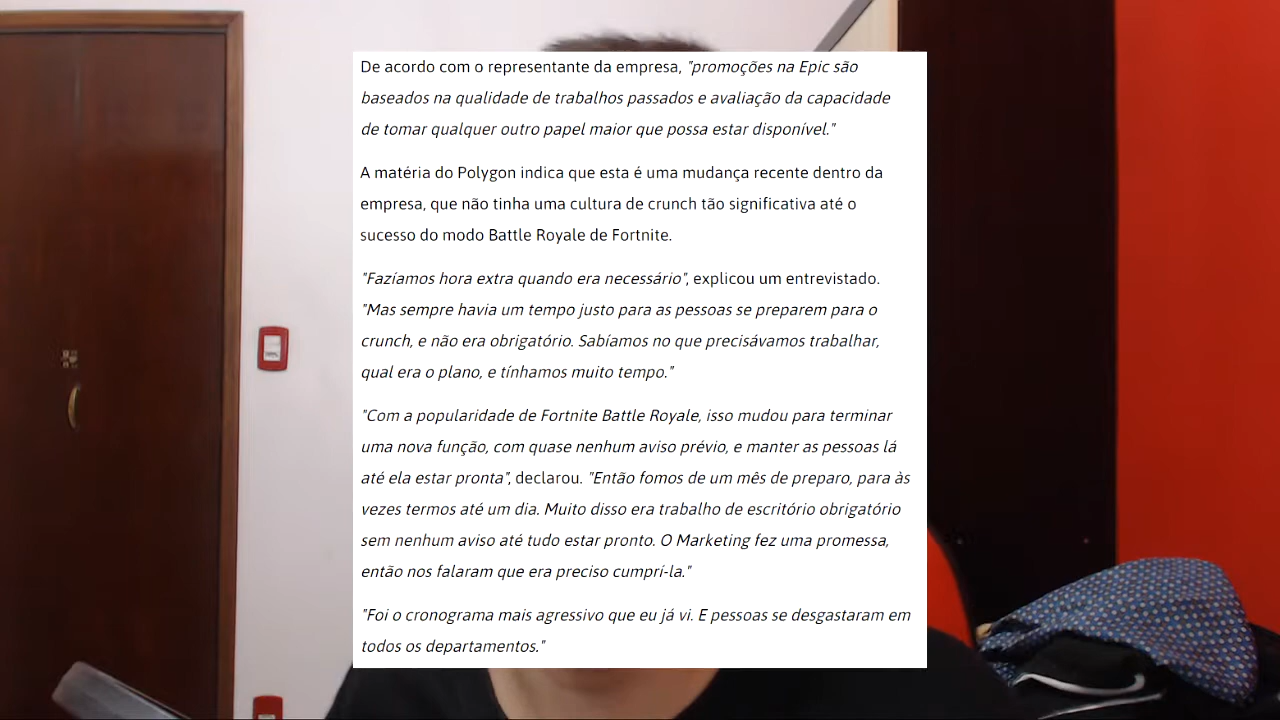 De acordo com o representante da empresa, "promoções na Epic são
baseados na qualidade de trabalhos passados e avaliação da capacidade
de tomar qualquer outro papel maior que possa estar disponível."
A matéria do Polygon indica que esta é uma mudança recente dentro da
empresa, que não tinha uma cultura de crunch tão significativa até o
sucesso do modo Battle Royale de Fortnite.
"Fazíamos hora extra quando era necessário", explicou um entrevistado.
"Mas sempre havia um tempo justo para as pessoas se preparem para o
crunch, e não era obrigatório. Sabíamos no que precisávamos trabalhar,
qual era o plano, e tínhamos muito tempo."
"Com a popularidade de Fortnite Battle Royale, isso mudou para terminar
uma nova função, com quase nenhum aviso prévio, e manter as pessoas lá
até ela estar pronta", declarou. "Então fomos de um mês de preparo, para às
vezes termos até um dia. Muito disso era trabalho de escritório obrigatório
sem nenhum aviso até tudo estar pronto. O Marketing fez uma promessa,
então nos falaram que era preciso cumprí-la."
"Foi o cronograma mais agressivo que eu já vi. E pessoas se desgastaram em
todos os departamentos."